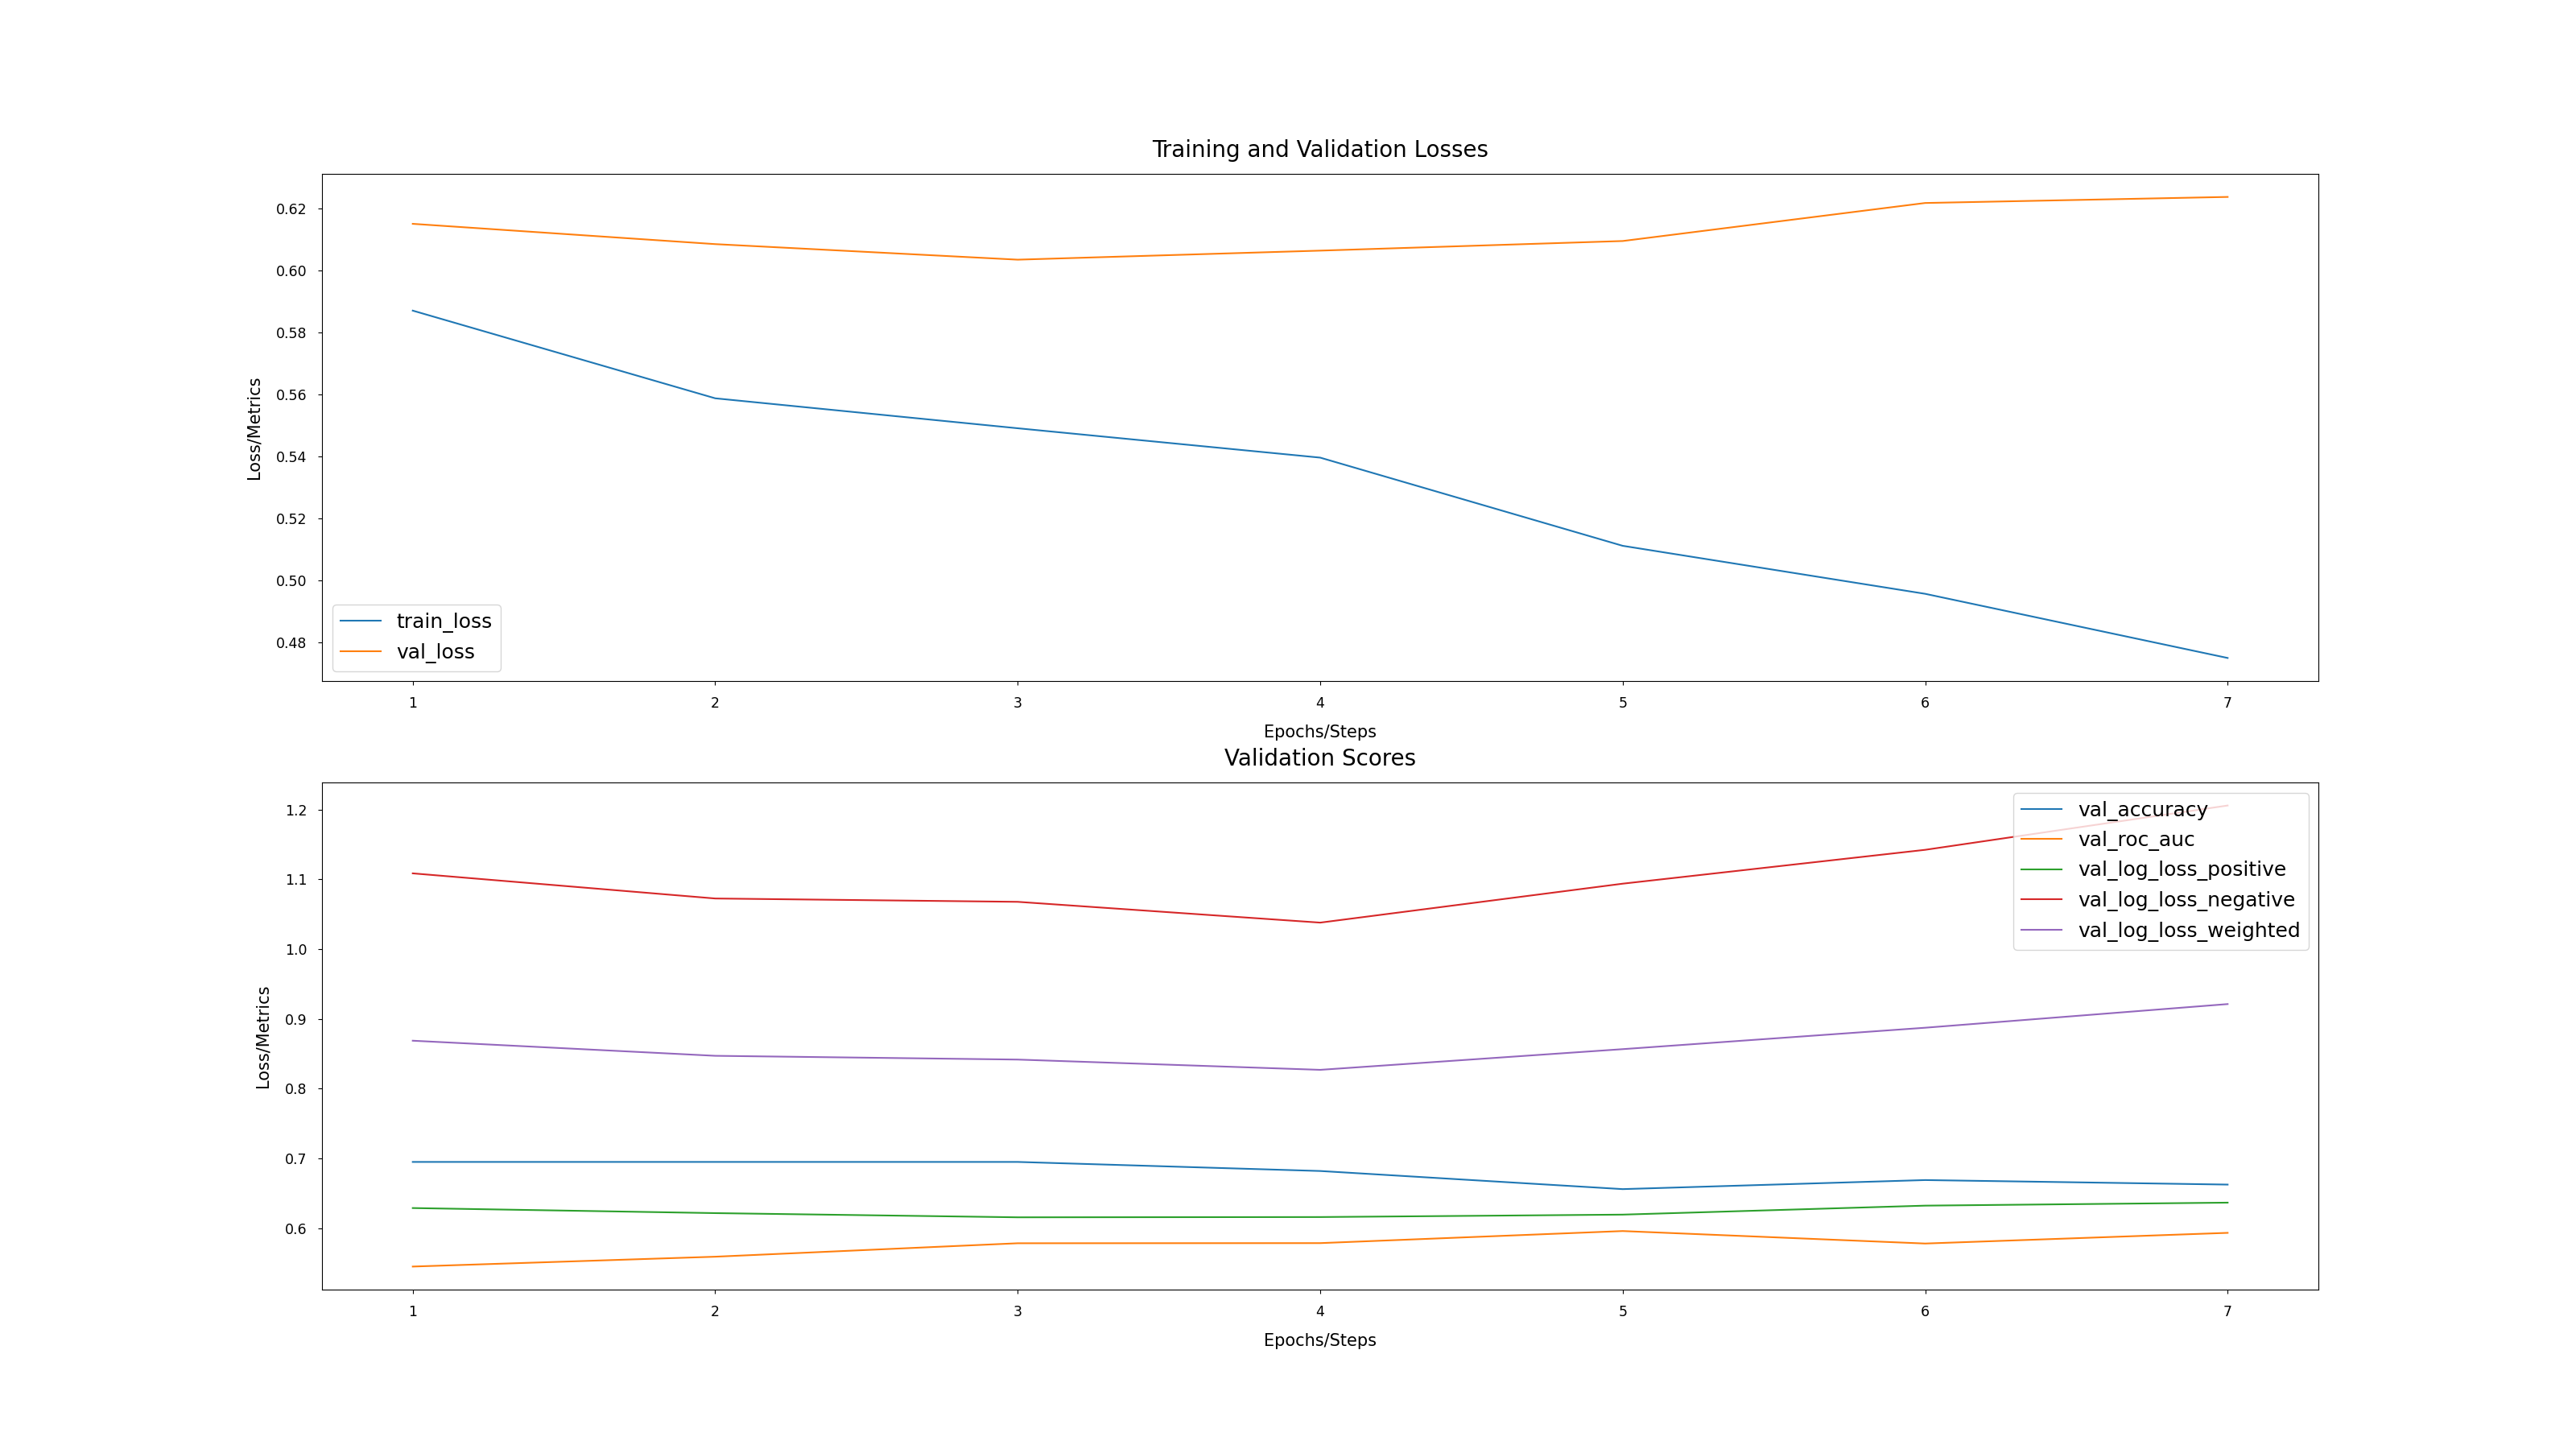 Training and Validation Losses
Loss/Metrics
0.62
0.60
0.58
0.56
0.54
0.52
0.50
0.48
train_loss
val_loss
1 2 3 4 5 6 7
Epochs/Steps
Validation Scores
Loss/Metrics
1.2
1.1
1.0
0.9
0.8
0.7
0.6
val_accuracy
val_roc_auc
val_log_loss_positive
val_log_loss_negative
val_log_loss_weighted
1 2 3 4 5 6 7
Epochs/Steps